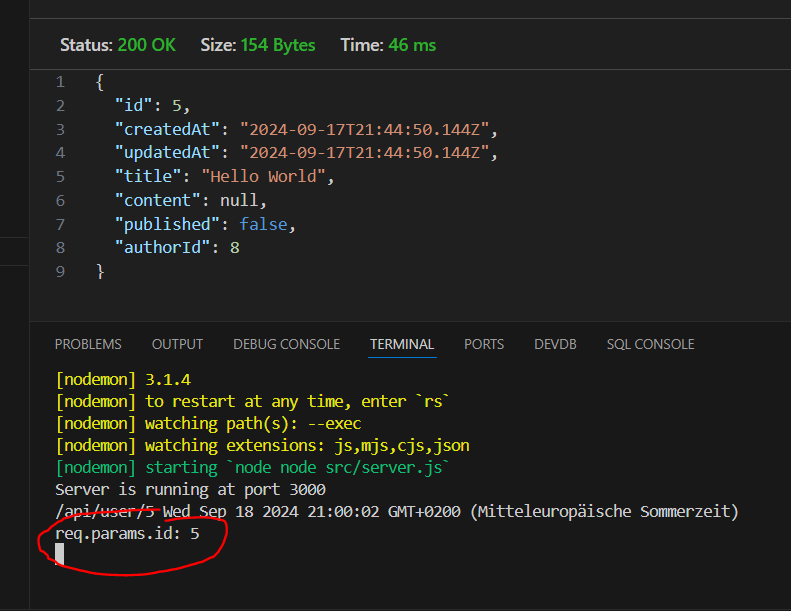 Status: 200 OK Size: 154 Bytes Time: 46 ms
1 {
2 "id": 5,
3 "createdAt": "2024-09-17T21:44:50.144Z",
4 "updatedAt": "2024-09-17T21:44:50.144Z",
5 "title": "Hello World",
6 "content": null,
7 "published": false,
8 "authorId": 8
9 }
PROBLEMS OUTPUT DEBUG CONSOLE TERMINAL PORTS DEVDB SQL CONSOLE
[nodemon] 3.1.4
[nodemon] to restart at any time, enter `rs`
[nodemon] watching path(s): --exec
[nodemon] watching extensions: js,mjs,cjs,json
[nodemon] starting `node node src/server.js`
Server is running at port 3000
/api/user/5 Wed Sep 18 2024 21:00:02 GMT+0200 (Mitteleuropäische Sommerzeit)
req.params.id: 5